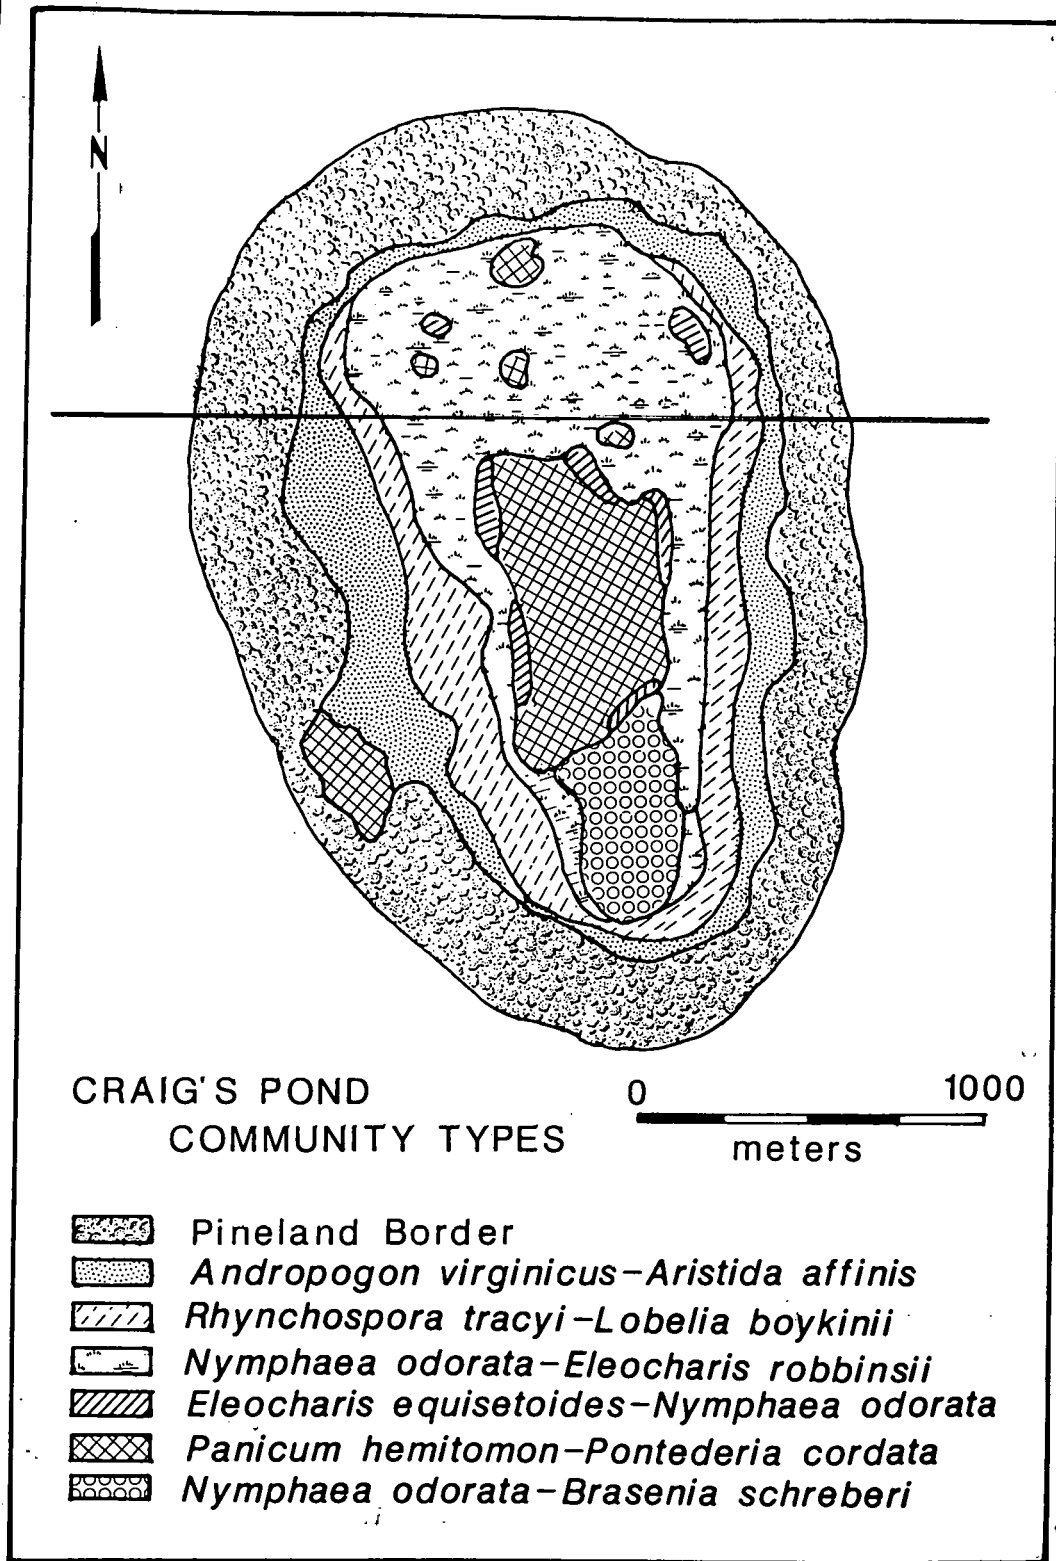 N
CRAIG'S POND
COMMUNITY TYPES
0 1000
meters
Pineland Border
Andropogon virginicus–Aristida affinis
Rhynchospora tracyi–Lobelia boykinii
Nymphaea odorata–Eleocharis robbinsii
Eleocharis equisetoides–Nymphaea odorata
Panicum hemitomon–Pontederia cordata
Nymphaea odorata–Brasenia schreberi